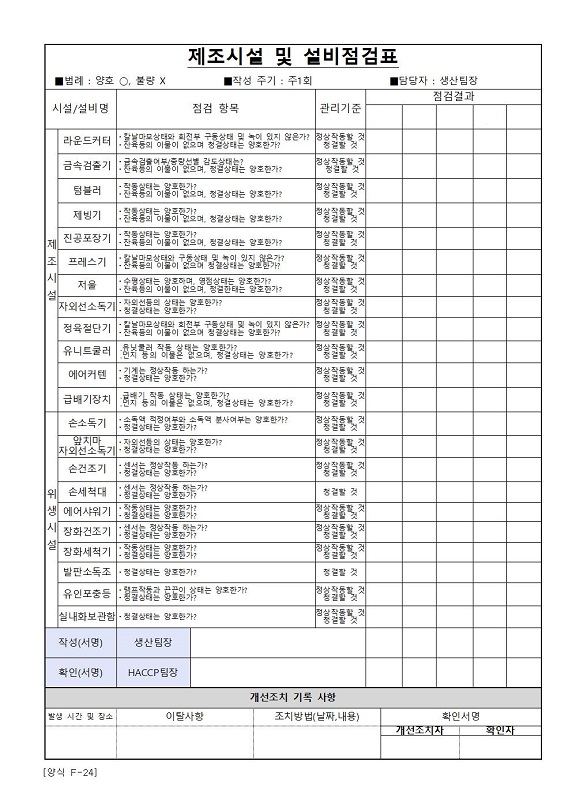 제조시설 및 설비점검표
■범례 : 양호 ○, 불량 X ■작성 주기 : 주1회 ■담당자 : 생산팀장
시설/설비명 점검 항목 관리기준 점검결과
제조시설
라운드커터 ·칼날마모상태와 회전부 구동상태 및 녹이 있지 않은가? 정상작동할 것
·잔육등의 이물이 없으며 청결상태는 양호한가? 청결할 것
금속검출기 ·금속검출여부/중량선별 감도상태는? 정상작동할 것
·잔육등의 이물이 없으며, 청결상태는 양호한가? 청결할 것
텀블러 ·작동상태는 양호한가? 정상작동할 것
·잔육등의 이물이 없으며, 청결상태는 양호한가? 청결할 것
제빙기 ·작동상태는 양호한가? 정상작동할 것
·잔육등의 이물이 없으며, 청결상태는 양호한가? 청결할 것
진공포장기 ·작동상태는 양호한가? 정상작동할 것
·잔육등의 이물이 없으며, 청결상태는 양호한가? 청결할 것
프레스기 ·칼날마모상태와 구동상태 및 녹이 있지 않은가? 정상작동할 것
·잔육등의 이물이 없으며 청결상태는 양호한가? 청결할 것
저울 ·수평상태는 양호하며, 영점상태는 양호한가? 정상작동할 것
·잔육등의 이물이 없으며, 청결한태는 양호한가? 청결할 것
자외선소독기 ·자외선등의 상태는 양호한가? 정상작동할 것
·청결상태는 양호한가? 청결할 것
정육절단기 ·칼날마모상태와 회전부 구동상태 및 녹이 있지 않은가? 정상작동할 것
·잔육등의 이물이 없으며 청결상태는 양호한가? 청결할 것
유니트쿨러 ·유닛쿨러 작동 상태는 양호한가? 정상작동할 것
·먼지 등의 이물은 없으며, 청결상태는 양호한가? 청결할 것
에어커텐 ·기계는 정상작동 하는가? 정상작동할 것
·청결상태는 양호한가? 청결할 것
급배기장치 ·급배기 작동 상태는 양호한가? 정상작동할 것
·먼지 등의 이물은 없으며, 청결상태는 양호한가? 청결할 것
위생시설
손소독기 ·소독액 적정여부와 소독액 분사여부는 양호한가? 정상작동할 것
·청결상태는 양호한가? 청결할 것
앞치마 ·자외선등의 상태는 양호한가? 정상작동할 것
자외선소독기 ·청결상태는 양호한가? 청결할 것
손건조기 ·센서는 정상작동 하는가? 정상작동할 것
·청결상태는 양호한가? 청결할 것
손세척대 ·센서는 정상작동 하는가? 청결할 것
·청결상태는 양호한가?
에어샤워기 ·작동상태는 양호한가? 정상작동할 것
·청결상태는 양호한가? 청결할 것
장화건조기 ·센서는 정상작동 하는가? 정상작동할 것
·청결상태는 양호한가? 청결할 것
장화세척기 ·작동상태는 양호한가? 정상작동할 것
·청결상태는 양호한가? 청결할 것
발판소독조 ·청결상태는 양호한가? 청결할 것
유인포충등 ·램프작동과 끈끈이 상태는 양호한가? 정상작동할 것
·청결상태는 양호한가? 청결할 것
실내화보관함 ·청결상태는 양호한가? 정상작동할 것
청결할 것
작성(서명) 생산팀장
확인(서명) HACCP팀장
개선조치 기록 사항
발생 시간 및 장소 이탈사항 조치방법(날짜,내용) 확인서명
개선조치자 확인자
[양식 F-24]